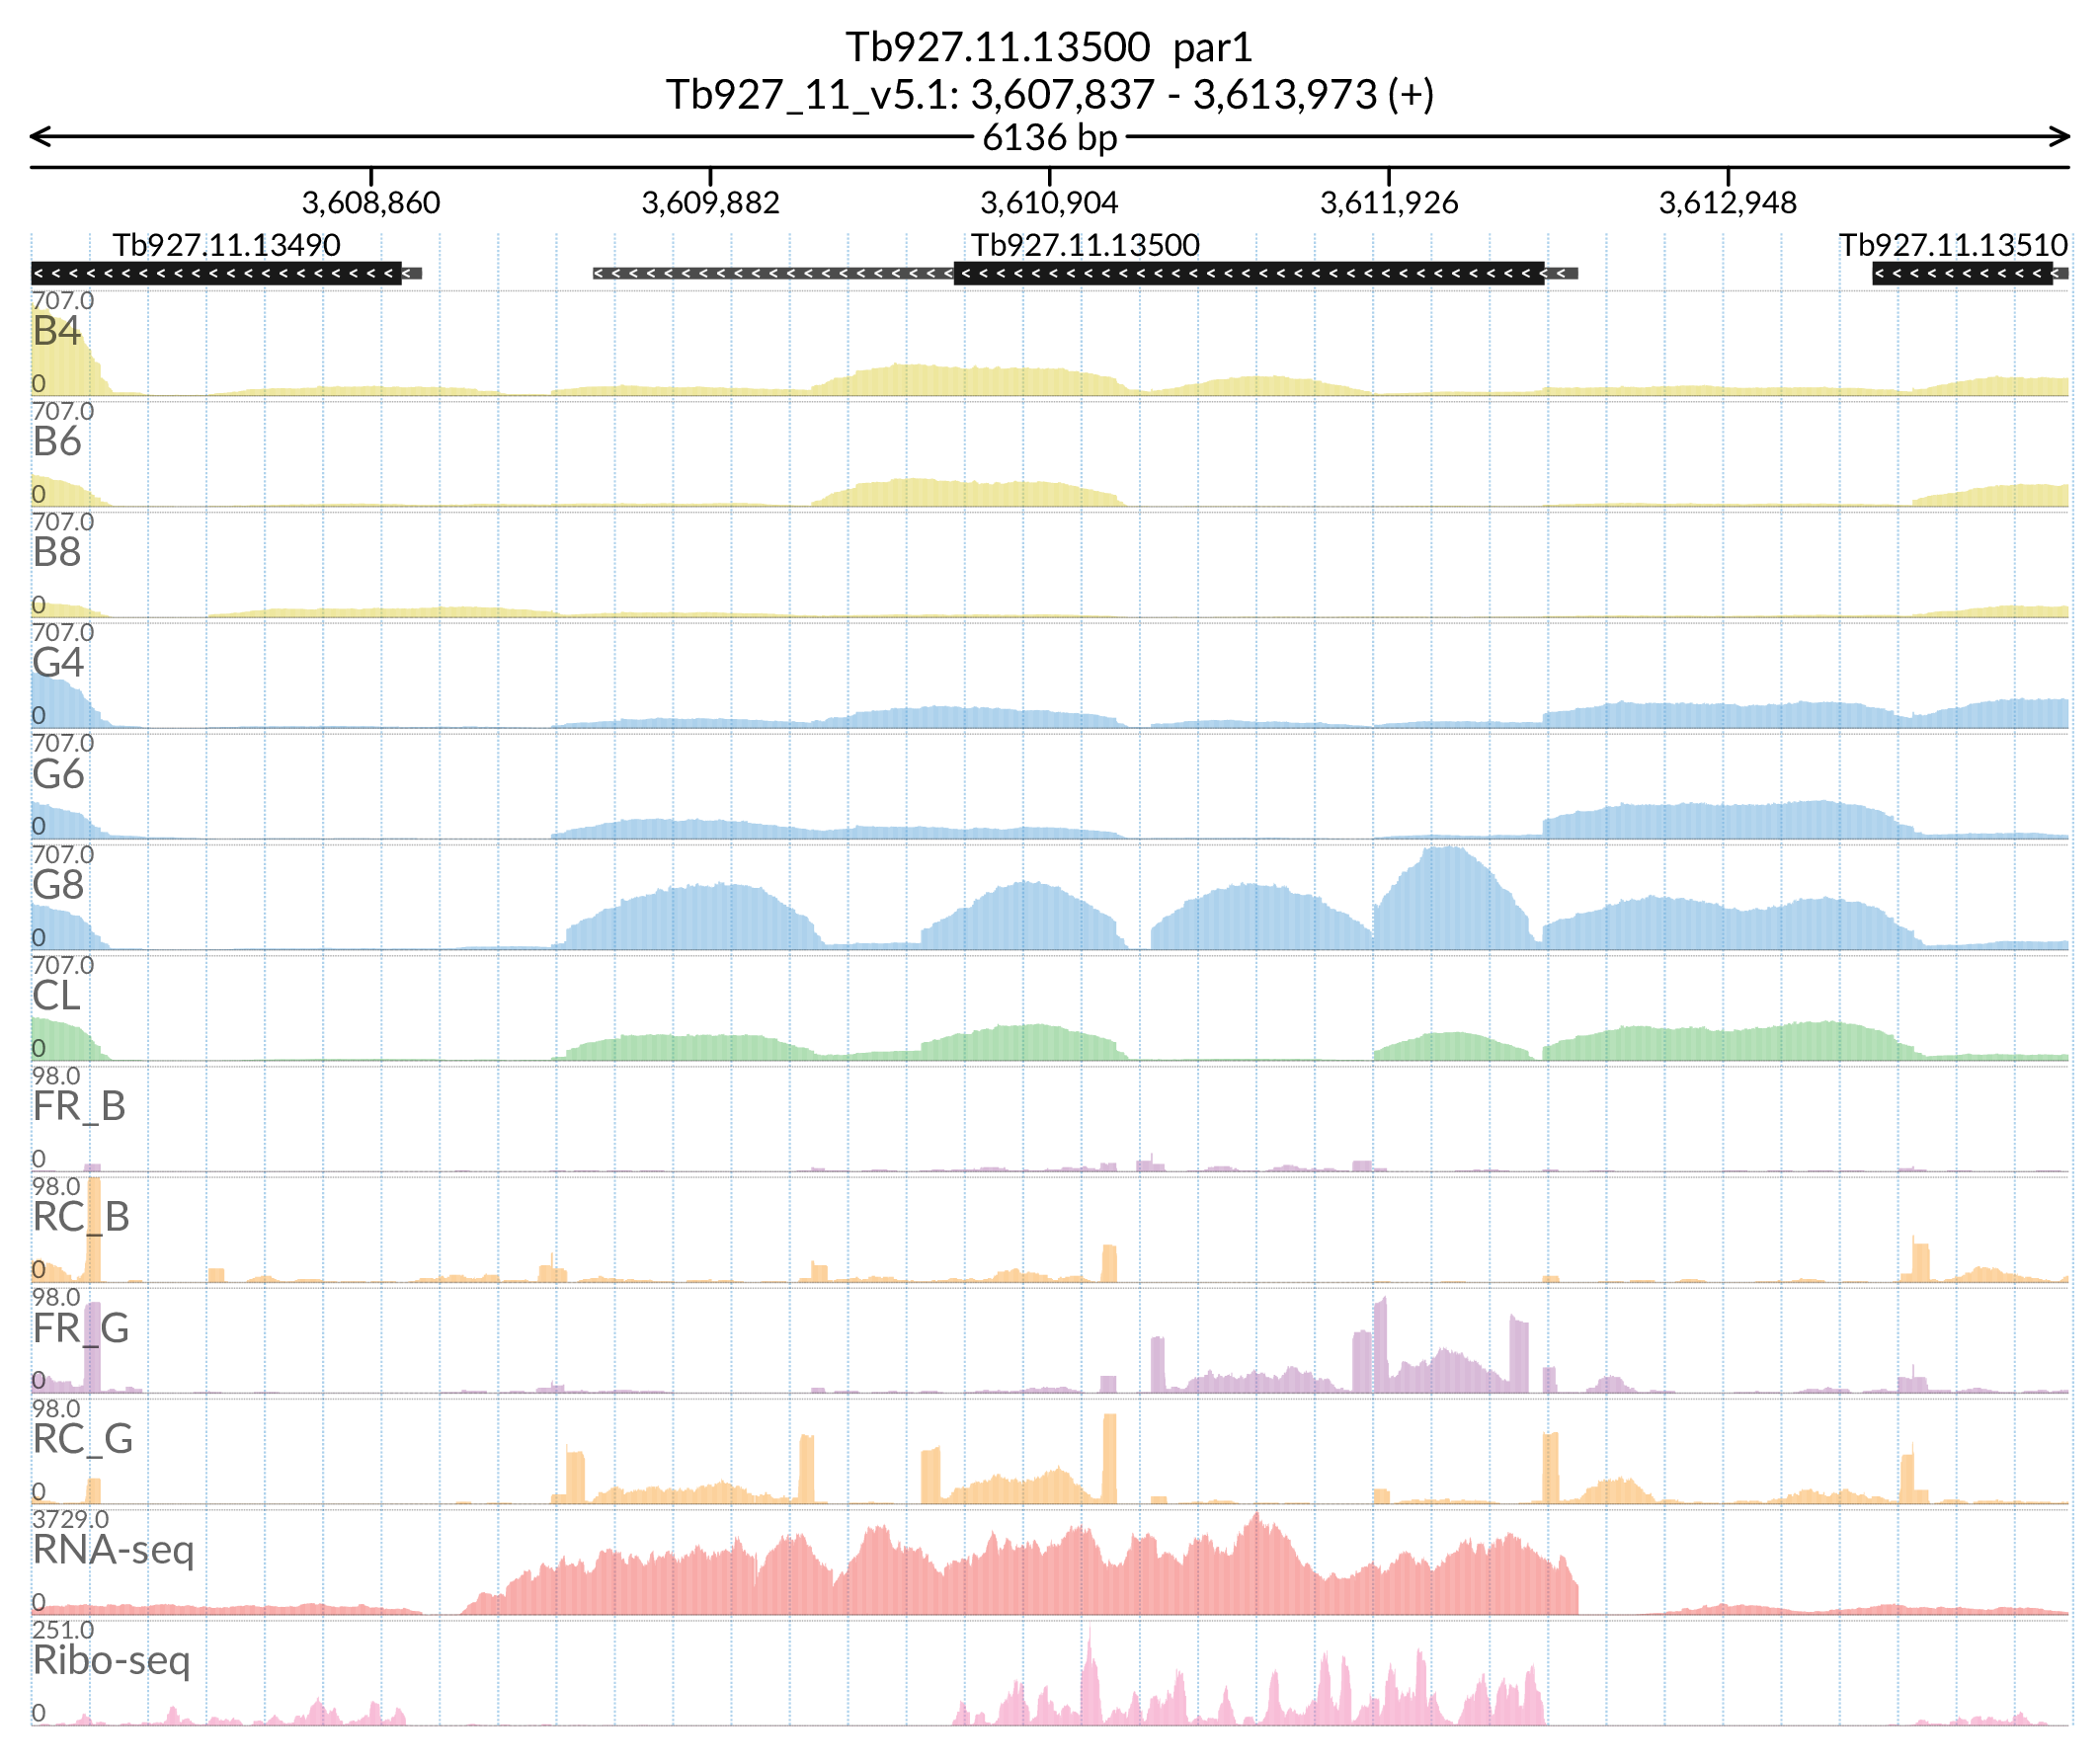 Tb927.11.13500 par1
Tb927_11_v5.1: 3,607,837 - 3,613,973 (+)
6136 bp
3,608,860 3,609,882 3,610,904 3,611,926 3,612,948
Tb927.11.13490 Tb927.11.13500 Tb927.11.13510
707.0
B4
0
707.0
B6
0
707.0
B8
0
707.0
G4
0
707.0
G6
0
707.0
G8
0
707.0
CL
0
98.0
FR_B
0
98.0
RC_B
0
98.0
FR_G
0
98.0
RC_G
0
3729.0
RNA-seq
0
251.0
Ribo-seq
0